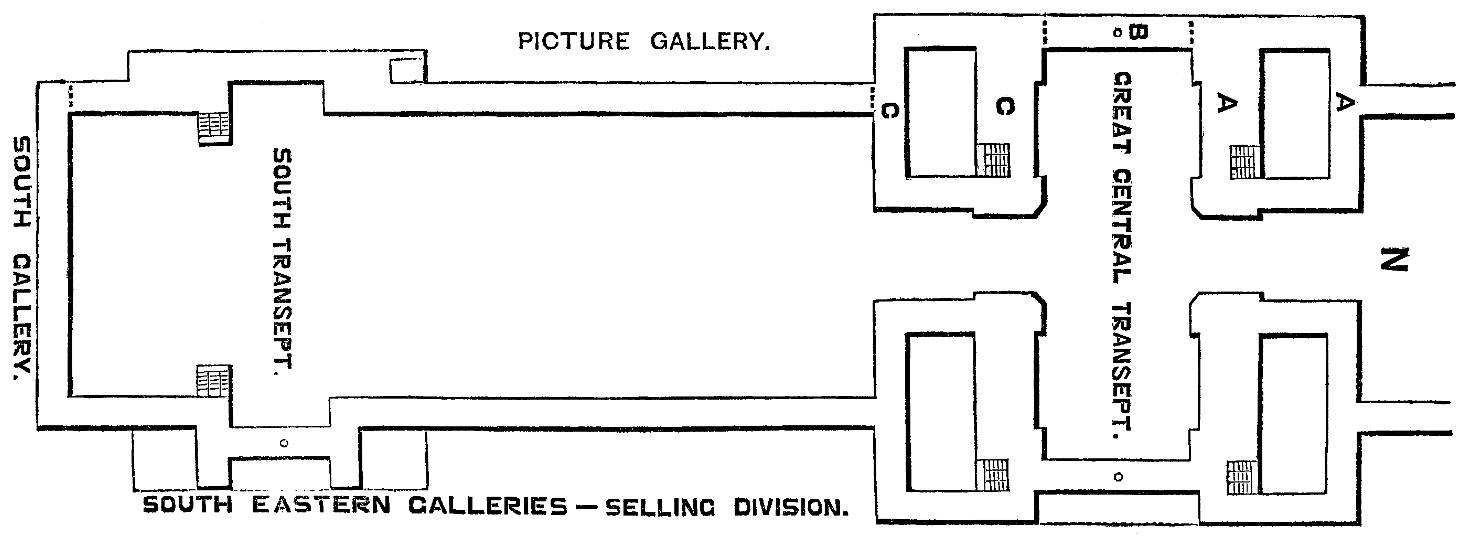 PICTURE GALLERY.
B
C
C
A
A
SOUTH GALLERY.
SOUTH TRANSEPT.
GREAT CENTRAL TRANSEPT.
N
SOUTH EASTERN GALLERIES — SELLING DIVISION.